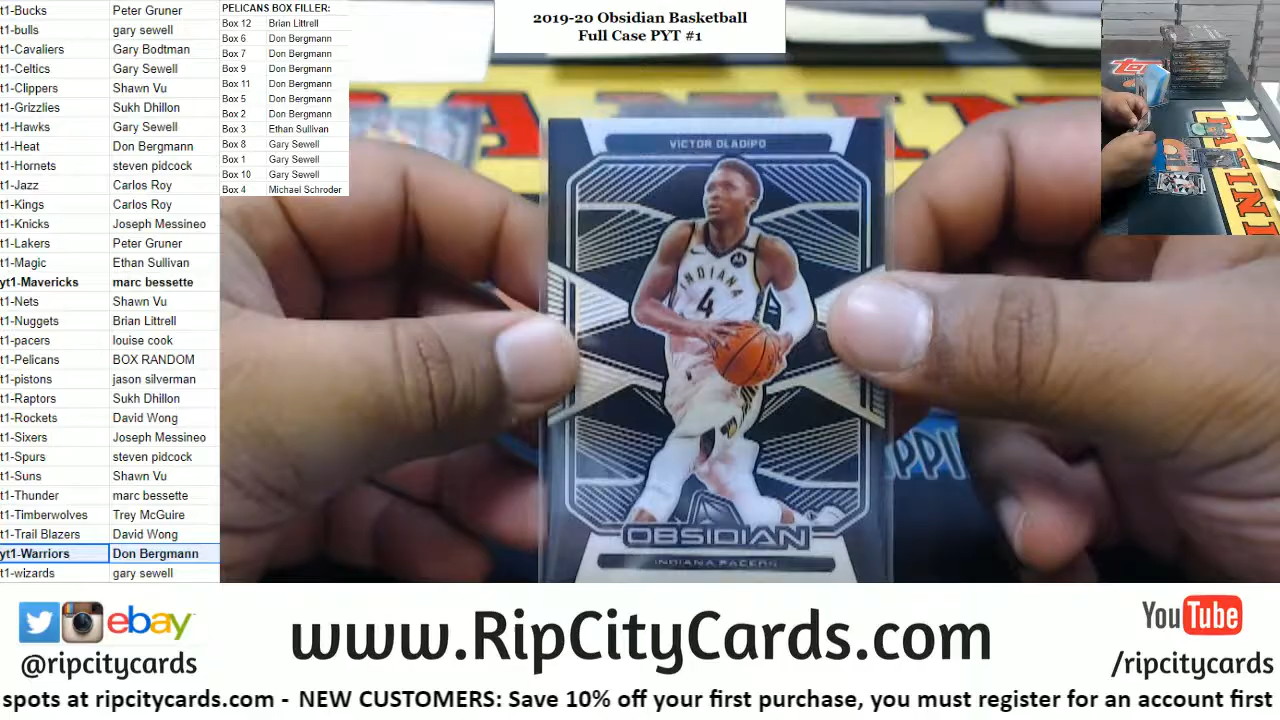 t1-Bucks Peter Gruner
t1-bulls gary sewell
t1-Cavaliers Gary Bodtman
t1-Celtics Gary Sewell
t1-Clippers Shawn Vu
t1-Grizzlies Sukh Dhillon
t1-Hawks Gary Sewell
t1-Heat Don Bergmann
t1-Hornets steven pidcock
t1-Jazz Carlos Roy
t1-Kings Carlos Roy
t1-Knicks Joseph Messineo
t1-Lakers Peter Gruner
t1-Magic Ethan Sullivan
yt1-Mavericks marc bessette
t1-Nets Shawn Vu
t1-Nuggets Brian Littrell
t1-pacers louise cook
t1-Pelicans BOX RANDOM
t1-pistons jason silverman
t1-Raptors Sukh Dhillon
t1-Rockets David Wong
t1-Sixers Joseph Messineo
t1-Spurs steven pidcock
t1-Suns Shawn Vu
t1-Thunder marc bessette
t1-Timberwolves Trey McGuire
t1-Trail Blazers David Wong
yt1-Warriors Don Bergmann
t1-wizards gary sewell
PELICANS BOX FILLER:
Box 12 Brian Littrell
Box 6 Don Bergmann
Box 7 Don Bergmann
Box 9 Don Bergmann
Box 11 Don Bergmann
Box 5 Don Bergmann
Box 2 Don Bergmann
Box 3 Ethan Sullivan
Box 8 Gary Sewell
Box 1 Gary Sewell
Box 10 Gary Sewell
Box 4 Michael Schroder
2019-20 Obsidian Basketball
Full Case PYT #1
VICTOR OLADIPO
INDIANA
4
OBSIDIAN
INDIANA PACERS
ebay
@ripcitycards
www.RipCityCards.com
YouTube
/ripcitycards
spots at ripcitycards.com - NEW CUSTOMERS: Save 10% off your first purchase, you must register for an account first